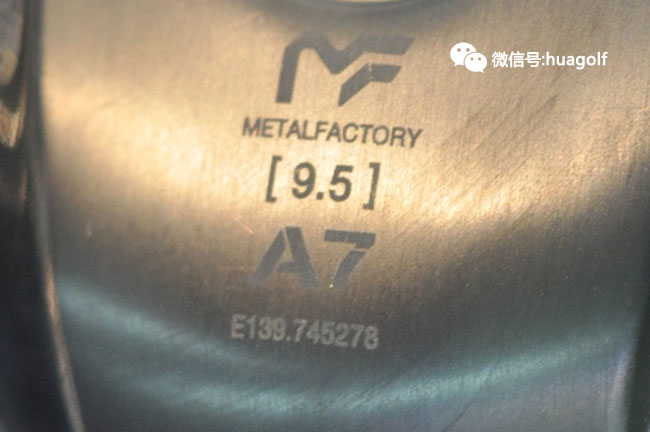 微信号:huagolf
MF
METALFACTORY
[ 9.5 ]
A7
E139.745278